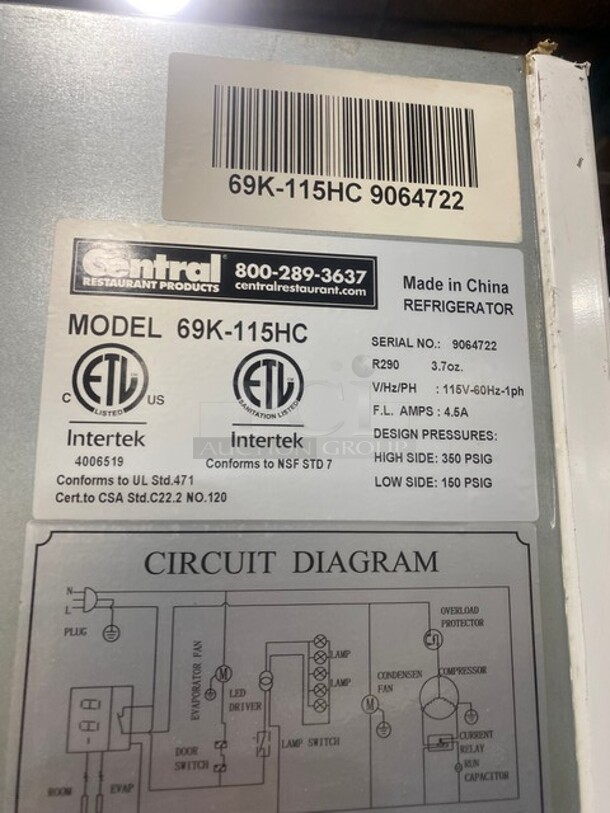 69K-115HC 9064722
Central
RESTAURANT PRODUCTS
800-289-3637
centralrestaurant.com
Made in China
REFRIGERATOR
MODEL 69K-115HC
SERIAL NO.: 9064722
R290 3.7oz.
V/Hz/PH : 115V-60Hz-1ph
F.L. AMPS : 4.5A
DESIGN PRESSURES:
HIGH SIDE: 350 PSIG
LOW SIDE: 150 PSIG
C ETL US
LISTED
Intertek
4006519
ETL
SANITATION LISTED
Intertek
Conforms to NSF STD 7
Conforms to UL Std.471
Cert.to CSA Std.C22.2 NO.120
AUCTION GROUP
CIRCUIT DIAGRAM
N
L
PLUG
EVAPORATOR FAN
M
LED
DRIVER
LAMP
LAMP
CONDENSEN
FAN
M
OVERLOAD
PROTECTOR
COMPRESSOR
DOOR
SWITCH
LAMP SWITCH
CURRENT
RELAY
RUN
CAPACITOR
ROOM
EVAP